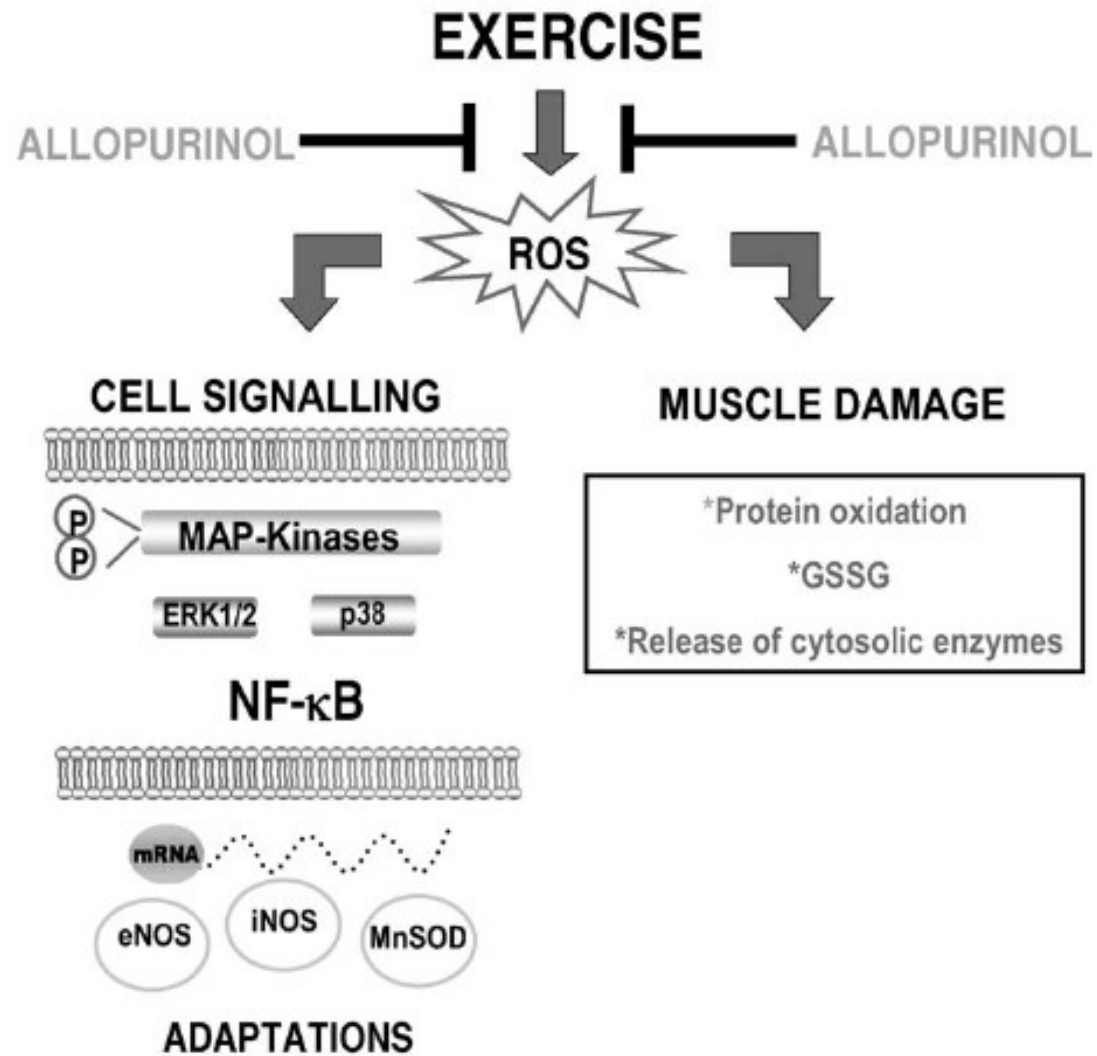 EXERCISE
ALLOPURINOL
ALLOPURINOL
ROS
CELL SIGNALLING
MUSCLE DAMAGE
P
P
MAP-Kinases
ERK1/2
p38
*Protein oxidation
*GSSG
*Release of cytosolic enzymes
NF-κB
mRNA
eNOS
iNOS
MnSOD
ADAPTATIONS